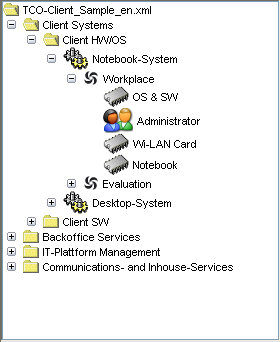 TCO-Client_Sample_en.xml
Client Systems
Client HW/OS
Notebook-System
Workplace
OS & SW
Administrator
Wi-LAN Card
Notebook
Evaluation
Desktop-System
Client SW
Backoffice Services
IT-Plattform Management
Communications- and Inhouse-Services